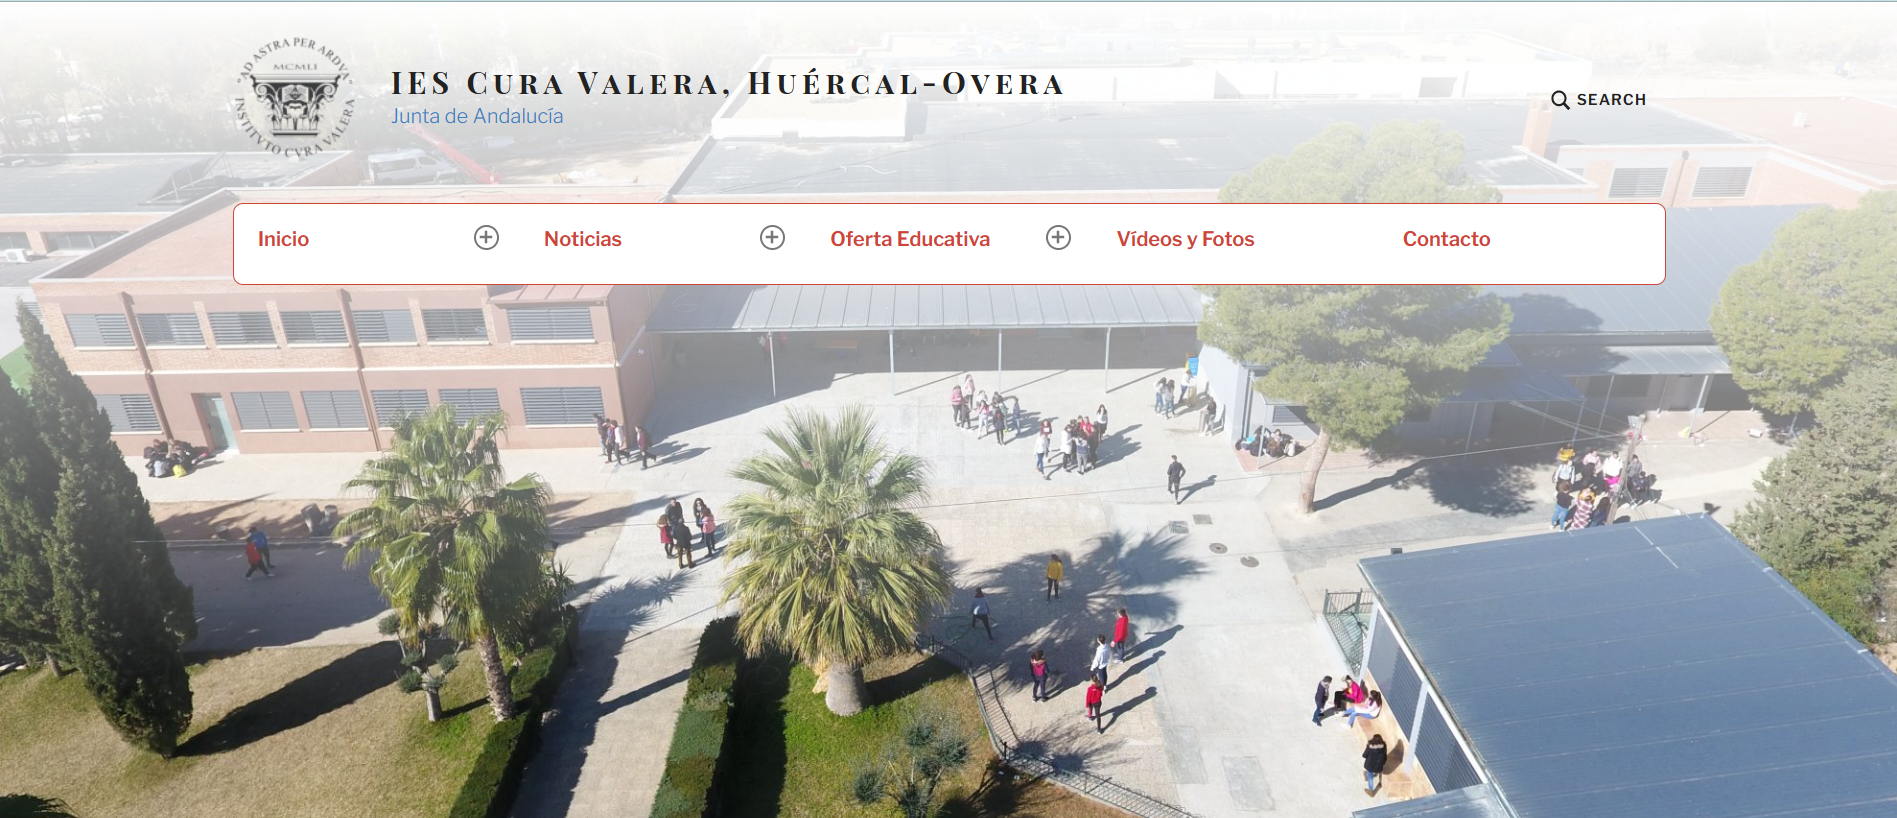 "AD ASTRA PER ARDVA"
MCMLI
INSTITVTO CVRA VALERA
IES Cura Valera, Huércal-Overa
Junta de Andalucía
SEARCH
Inicio
Noticias
Oferta Educativa
Vídeos y Fotos
Contacto